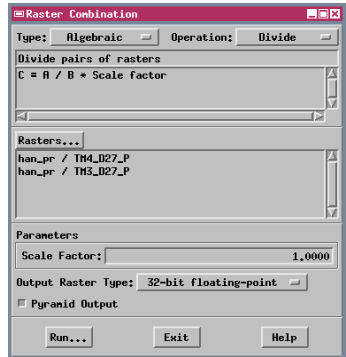 Raster Combination
Type: Algebraic Operation: Divide
Divide pairs of rasters
C = A / B * Scale factor
Rasters...
han_pr / TM4_D27_P
han_pr / TM3_D27_P
Parameters
Scale Factor: 1.0000
Output Raster Type: 32-bit floating-point
Pyramid Output
Run... Exit Help